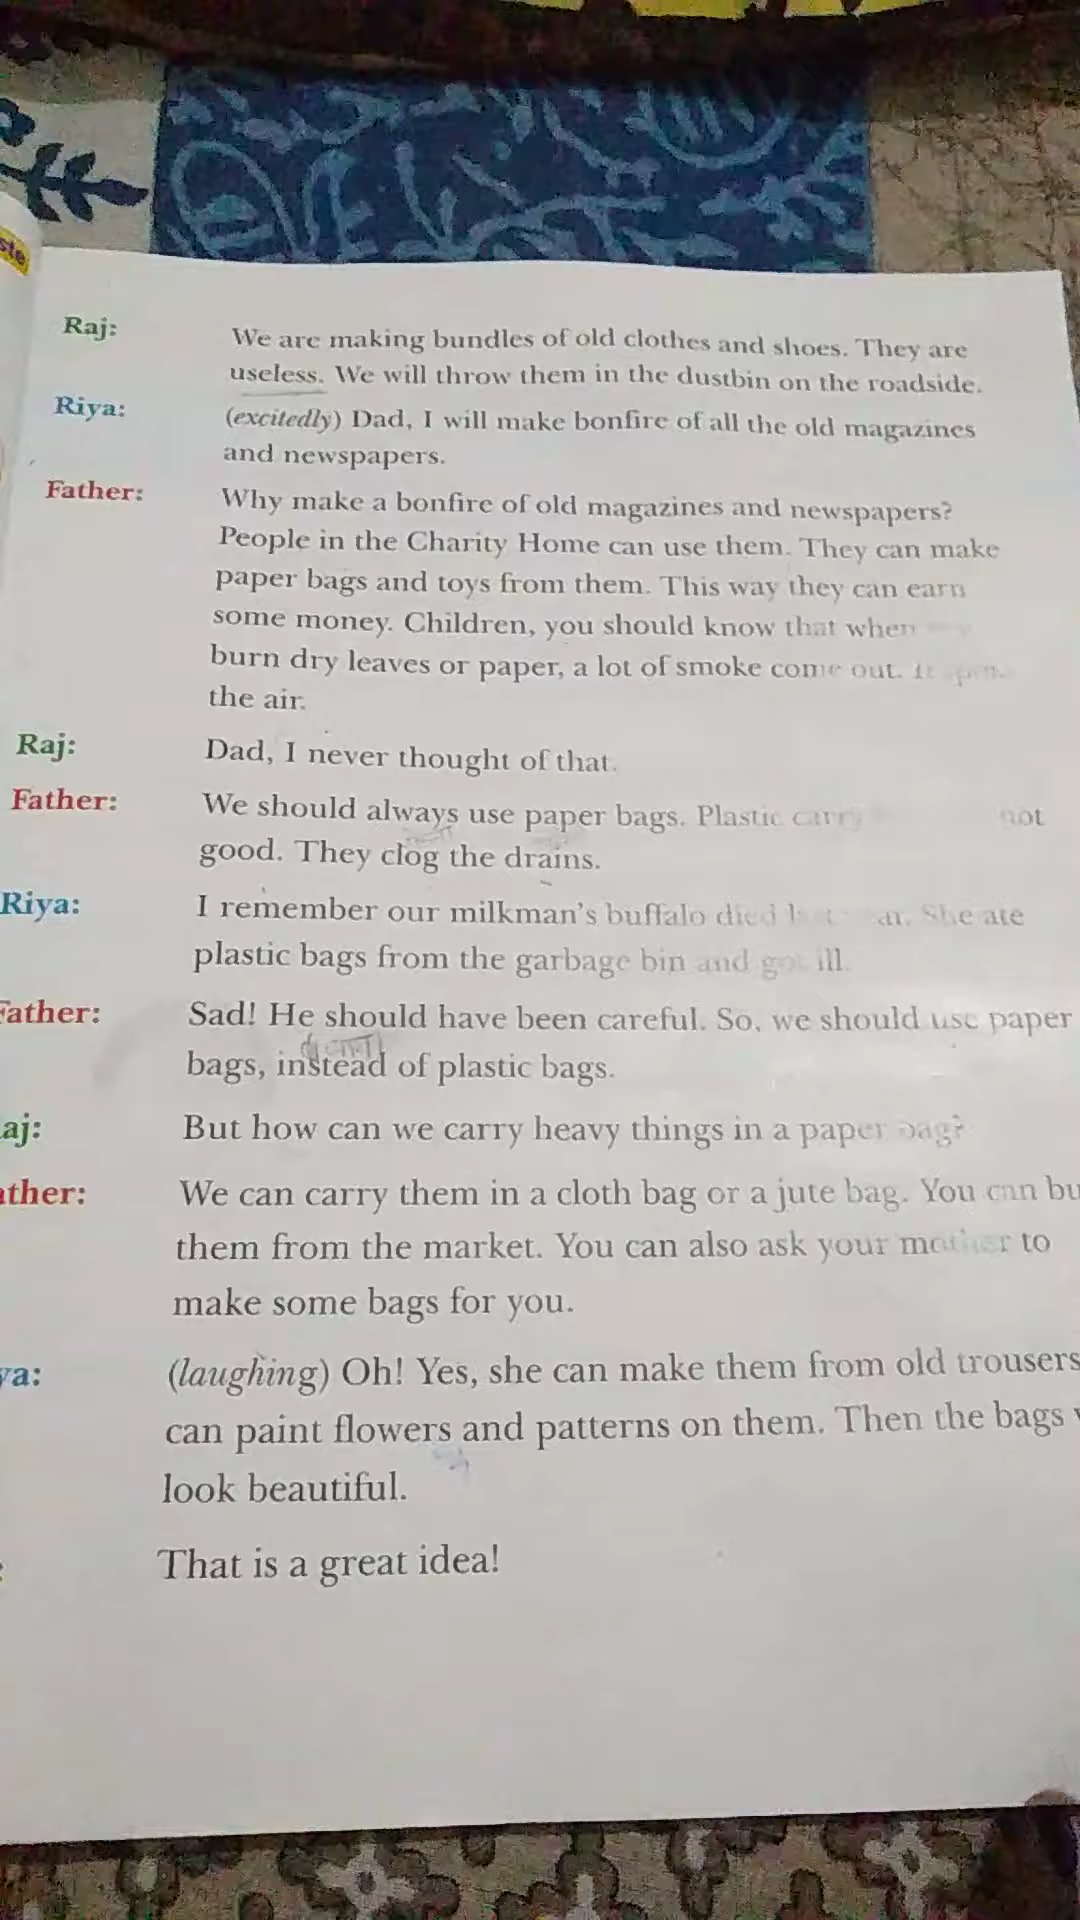 ste
Raj: We are making bundles of old clothes and shoes. They are
useless. We will throw them in the dustbin on the roadside.
Riya: (excitedly) Dad, I will make bonfire of all the old magazines
and newspapers.
Father: Why make a bonfire of old magazines and newspapers?
People in the Charity Home can use them. They can make
paper bags and toys from them. This way they can earn
some money. Children, you should know that when
burn dry leaves or paper, a lot of smoke come out. It
the air.
Raj: Dad, I never thought of that.
Father: We should always use paper bags. Plastic carry not
good. They clog the drains.
Riya: I remember our milkman's buffalo died last year. She ate
plastic bags from the garbage bin and got ill.
Father: Sad! He should have been careful. So, we should use paper
bags, instead of plastic bags.
aj: But how can we carry heavy things in a paper bag?
ather: We can carry them in a cloth bag or a jute bag. You can bu
them from the market. You can also ask your mother to
make some bags for you.
ya: (laughing) Oh! Yes, she can make them from old trousers
can paint flowers and patterns on them. Then the bags
look beautiful.
: That is a great idea!